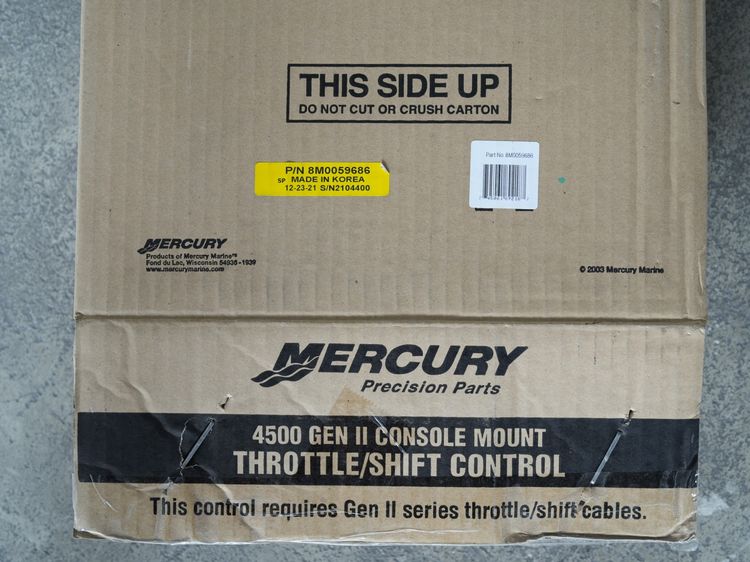 THIS SIDE UP
DO NOT CUT OR CRUSH CARTON
P/N 8M0059686
SP MADE IN KOREA
12-23-21 S/N2104400
Part No. 8M0059686
MERCURY
Products of Mercury Marine
Fond du Lac, Wisconsin 54936-1939
www.mercurymarine.com
© 2003 Mercury Marine
MERCURY
Precision Parts
4500 GEN II CONSOLE MOUNT
THROTTLE/SHIFT CONTROL
This control requires Gen II series throttle/shift cables.